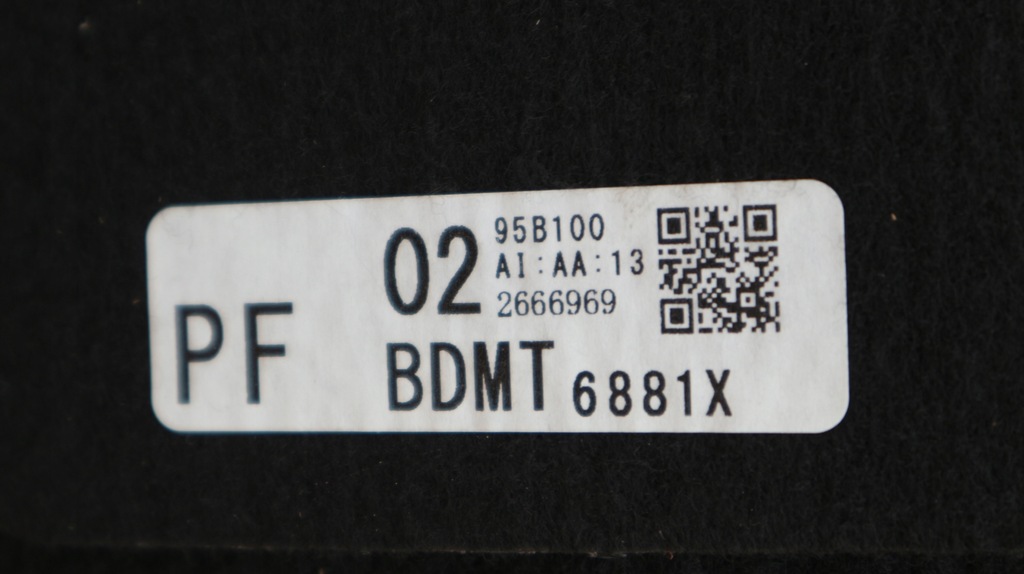 PF
02
95B100
AI:AA:13
2666969
BDMT 6881X